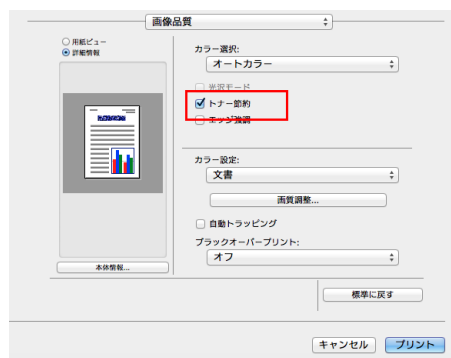 画像品質
用紙ビュー
詳細情報
カラー選択:
オートカラー
光沢モード
トナー節約
エッジ強調
カラー設定:
文書
画質調整...
自動トラッピング
ブラックオーバープリント:
オフ
本体情報...
標準に戻す
キャンセル
プリント